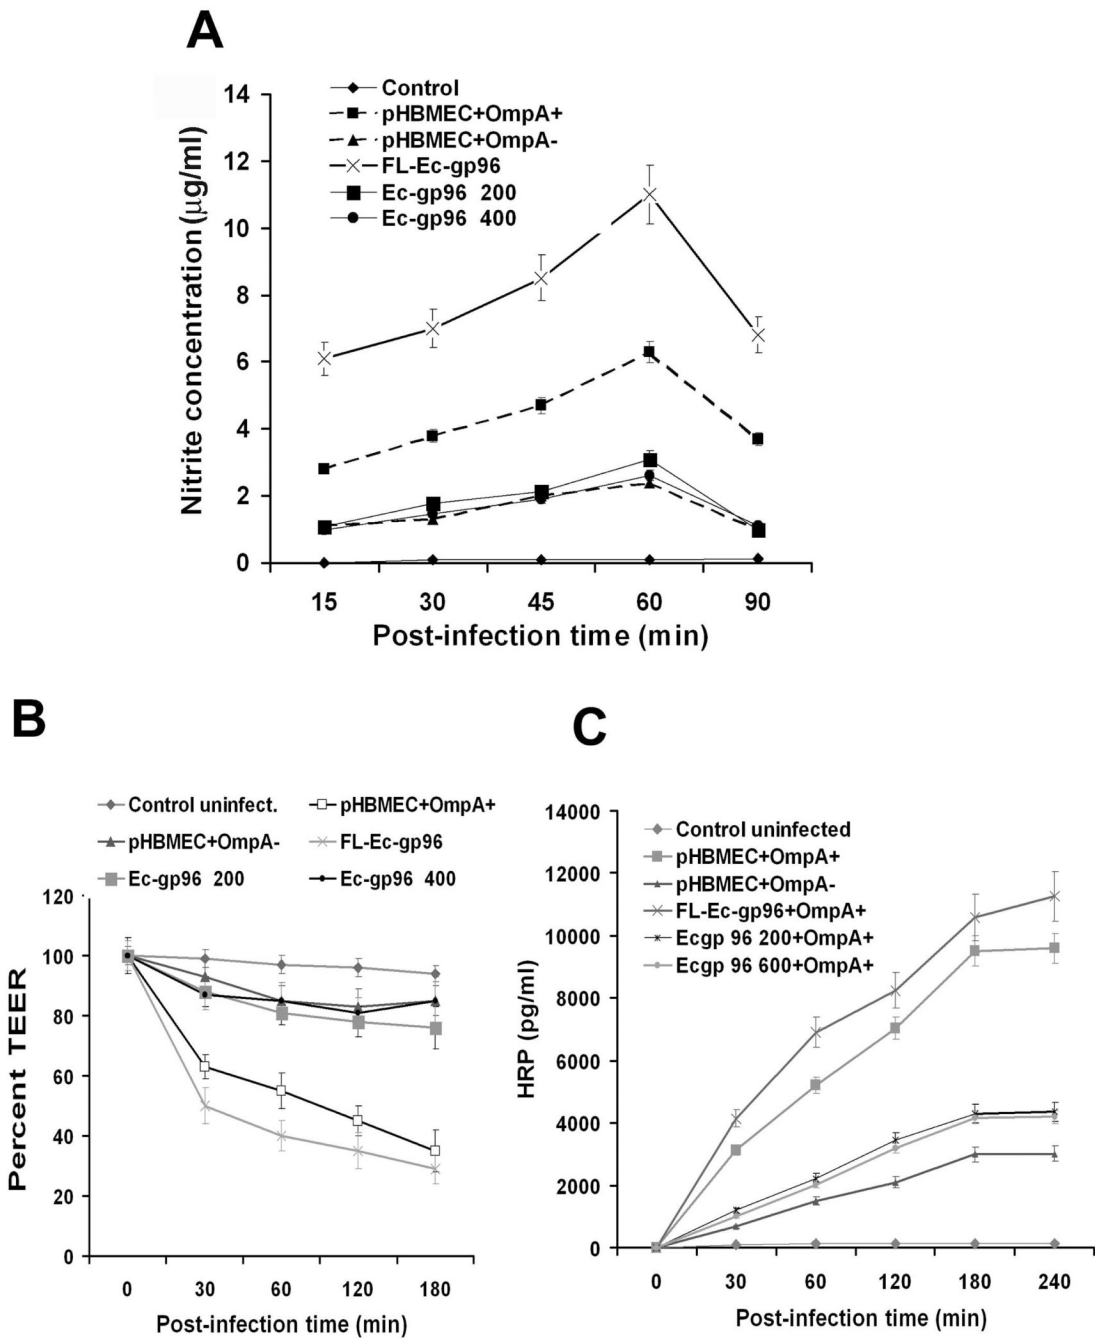 A
Control
pHBMEC+OmpA+
pHBMEC+OmpA-
FL-Ec-gp96
Ec-gp96 200
Ec-gp96 400
Nitrite concentration(µg/ml)
14
12
10
8
6
4
2
0
15 30 45 60 90
Post-infection time (min)
B
Control uninfect. pHBMEC+OmpA+
pHBMEC+OmpA- FL-Ec-gp96
Ec-gp96 200 Ec-gp96 400
Percent TEER
120
100
80
60
40
20
0
0 30 60 120 180
Post-infection time (min)
C
Control uninfected
pHBMEC+OmpA+
pHBMEC+OmpA-
FL-Ec-gp96+OmpA+
Ecgp 96 200+OmpA+
Ecgp 96 600+OmpA+
HRP (pg/ml)
14000
12000
10000
8000
6000
4000
2000
0
0 30 60 120 180 240
Post-infection time (min)